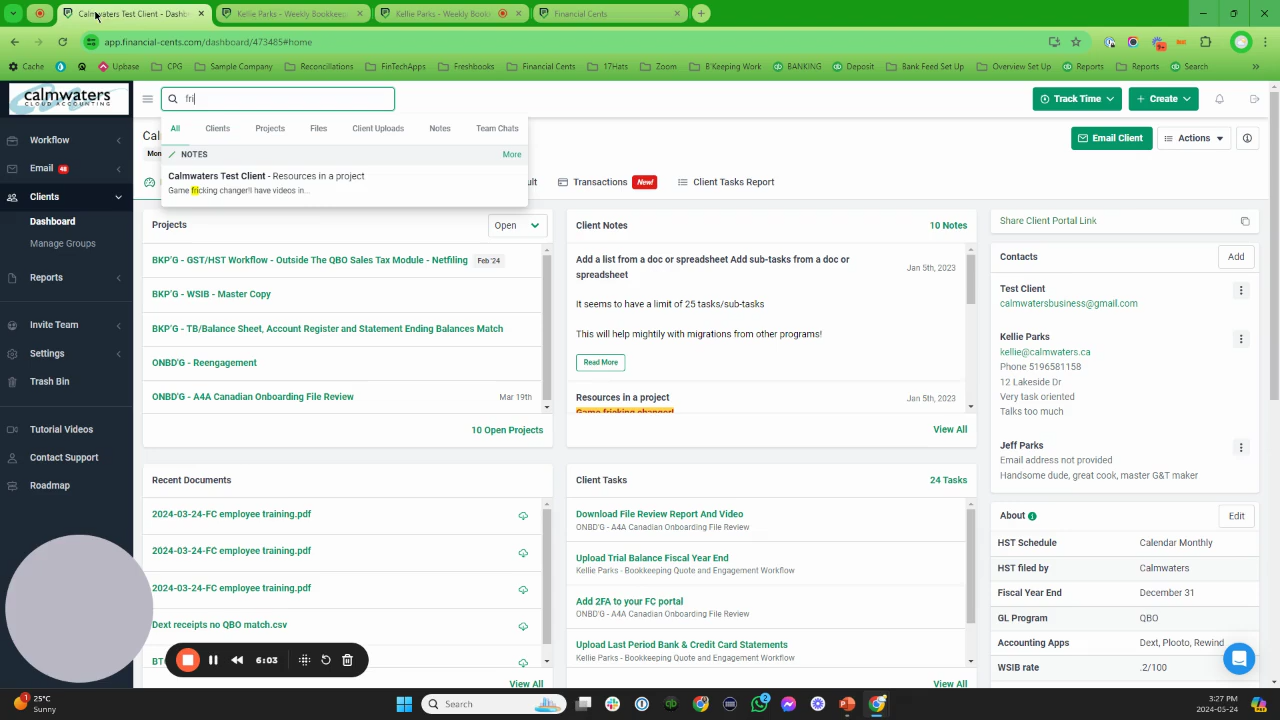 Calmwaters Test Client - Dashb
Kellie Parks - Weekly Bookkee
Kellie Parks - Weekly Book
Financial Cents
app.financial-cents.com/dashboard/473485#home
Cache
Upbase
CPG
Sample Company
Reconciliations
FinTechApps
Freshbooks
Financial Cents
Payments
Zoom
B'Keeping Work
BANKING
Deposit
Bank Feed Set Up
Overview Set Up
Reports
Reports
Search
calmwaters
CLOUD ACCOUNTING
fri
Track Time
Create
All
Clients
Projects
Files
Client Uploads
Notes
Team Chats
NOTES
More
Calmwaters Test Client - Resources in a project
Game fricking changer!I have videos in...
Cal
Mon
Email Client
Actions
Workflow
Email 48
Clients
Dashboard
Manage Groups
Reports
Invite Team
Settings
Trash Bin
Tutorial Videos
Contact Support
Roadmap
ult
Transactions New!
Client Tasks Report
Projects
Open
BKP'G - GST/HST Workflow - Outside The QBO Sales Tax Module - Netfiling Feb '24
BKP'G - WSIB - Master Copy
BKP'G - TB/Balance Sheet, Account Register and Statement Ending Balances Match
ONBD'G - Reengagement
ONBD'G - A4A Canadian Onboarding File Review Mar 19th
10 Open Projects
Client Notes
10 Notes
Add a list from a doc or spreadsheet Add sub-tasks from a doc or
spreadsheet
Jan 5th, 2023
It seems to have a limit of 25 tasks/sub-tasks
This will help mightily with migrations from other programs!
Read More
Resources in a project
Jan 5th, 2023
Game fricking changer!
View All
Share Client Portal Link
Contacts
Add
Test Client
calmwatersbusiness@gmail.com
Kellie Parks
kellie@calmwaters.ca
Phone 5196581158
12 Lakeside Dr
Very task oriented
Talks too much
Jeff Parks
Email address not provided
Handsome dude, great cook, master G&T maker
Recent Documents
2024-03-24-FC employee training.pdf
2024-03-24-FC employee training.pdf
2024-03-24-FC employee training.pdf
Dext receipts no QBO match.csv
BT
View All
Client Tasks
24 Tasks
Download File Review Report And Video
ONBD'G - A4A Canadian Onboarding File Review
Upload Trial Balance Fiscal Year End
Kellie Parks - Bookkeeping Quote and Engagement Workflow
Add 2FA to your FC portal
ONBD'G - A4A Canadian Onboarding File Review
Upload Last Period Bank & Credit Card Statements
Kellie Parks - Bookkeeping Quote and Engagement Workflow
View All
About
Edit
HST Schedule Calendar Monthly
HST filed by Calmwaters
Fiscal Year End December 31
GL Program QBO
Accounting Apps Dext, Plooto, Rewind
WSIB rate .2/100
6:03
25°C
Sunny
Search
2
3:27 PM
2024-05-24